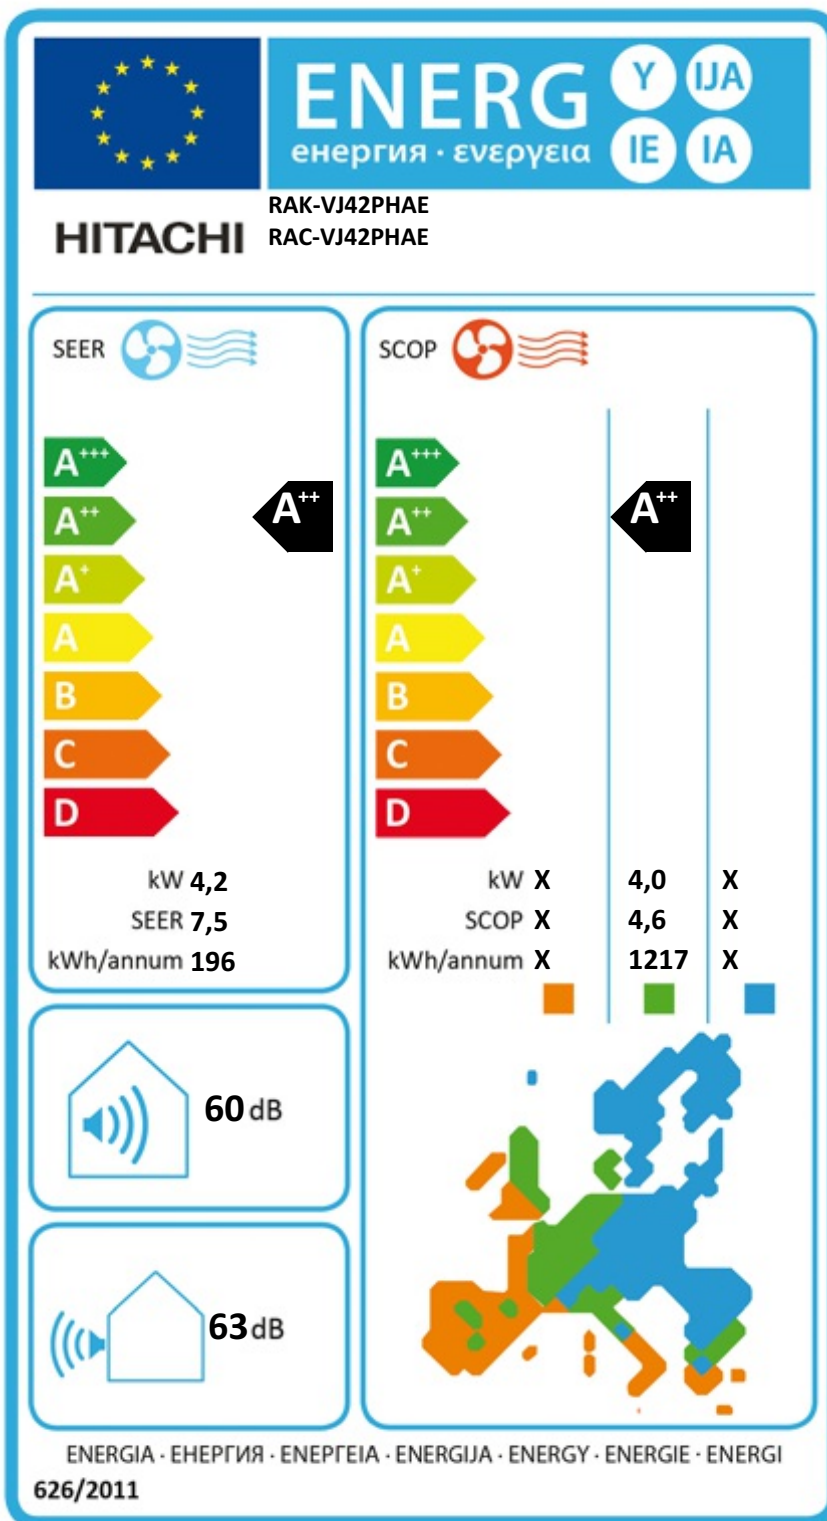 ENERG Y IJA
енергия · ενεργεια IE IA
HITACHI
RAK-VJ42PHAE
RAC-VJ42PHAE
SEER
A+++
A++
A++
A+
A
B
C
D
kW 4,2
SEER 7,5
kWh/annum 196
SCOP
A+++
A++
A++
A+
A
B
C
D
kW X 4,0 X
SCOP X 4,6 X
kWh/annum X 1217 X
60 dB
63 dB
ENERGIA · ЕНЕРГИЯ · ΕΝΕΡΓΕΙΑ · ENERGIJA · ENERGY · ENERGIE · ENERGI
626/2011